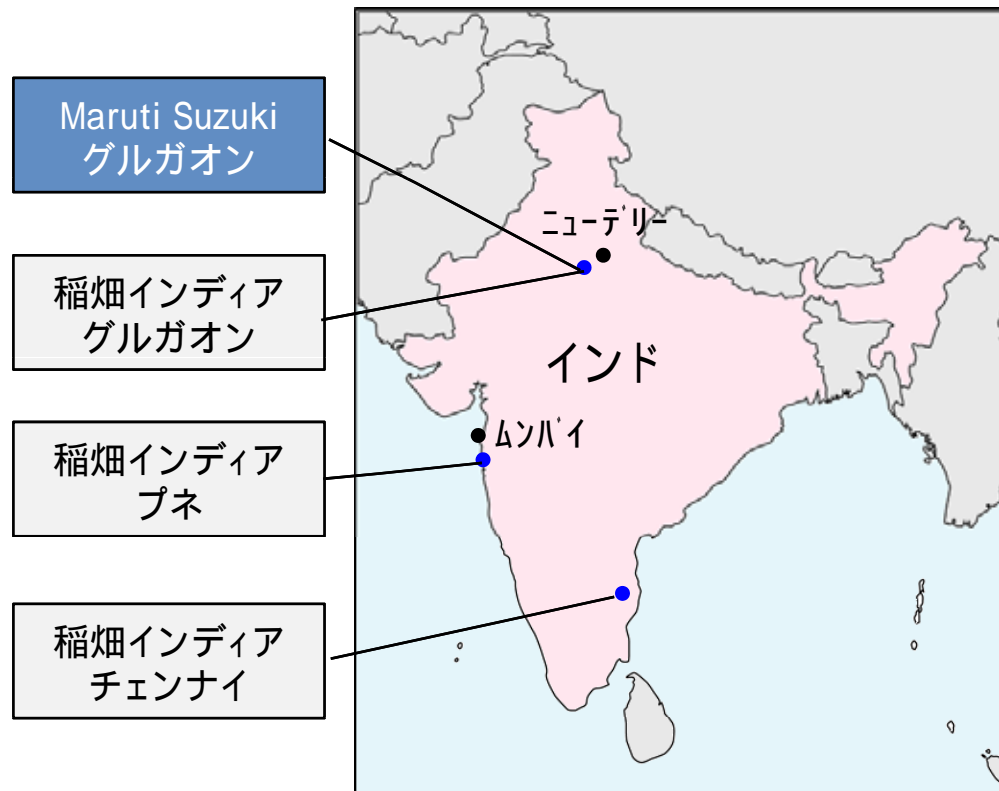 Maruti Suzuki
グルガオン
稲畑インディア
グルガオン
稲畑インディア
プネ
稲畑インディア
チェンナイ
ニューデリー
インド
ムンバイ